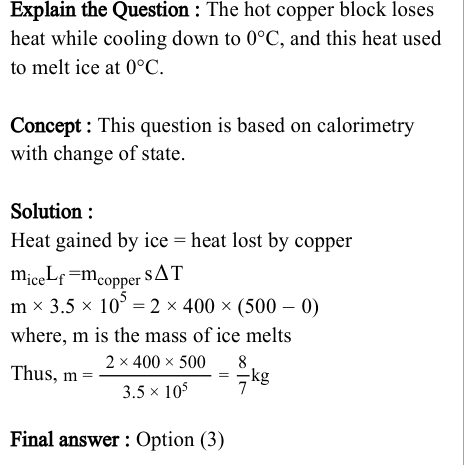 Explain the Question : The hot copper block loses
heat while cooling down to 0°C, and this heat used
to melt ice at 0°C.
Concept : This question is based on calorimetry
with change of state.
Solution :
Heat gained by ice = heat lost by copper
m_ice L_f = m_copper s ΔT
m × 3.5 × 10^5 = 2 × 400 × (500 − 0)
where, m is the mass of ice melts
Thus, m = (2 × 400 × 500)/(3.5 × 10^5) = 8/7 kg
Final answer : Option (3)